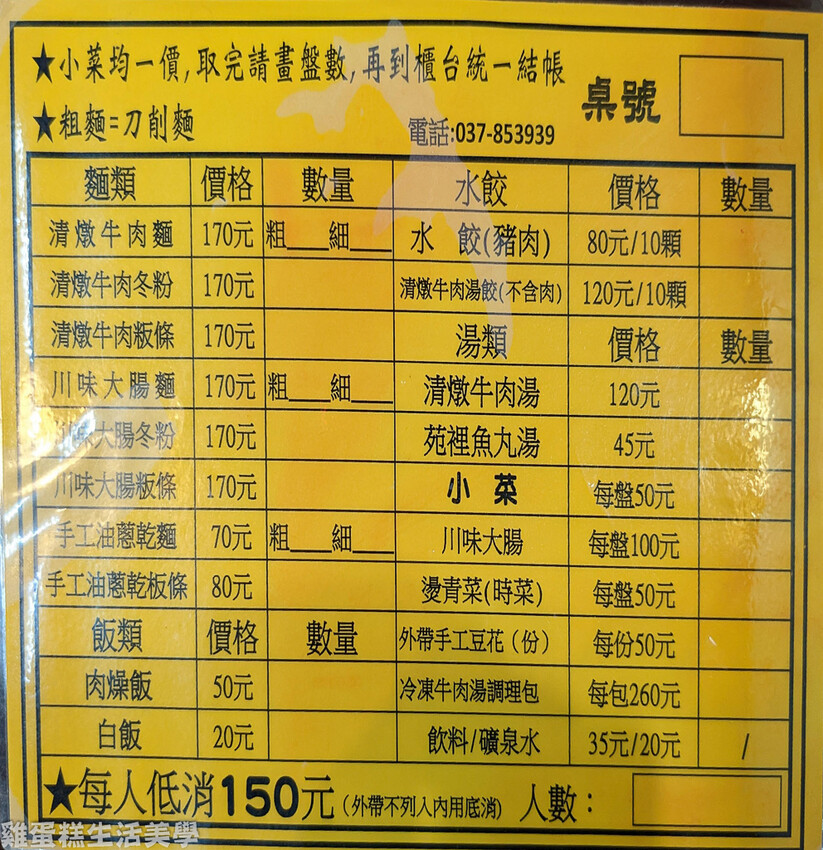 ★小菜均一價,取完請畫盤數,再到櫃台統一結帳
★粗麵=刀削麵
電話:037-853939
桌號
麵類 價格 數量 水餃 價格 數量
清燉牛肉麵 170元 粗___細___ 水 餃(豬肉) 80元/10顆
清燉牛肉冬粉 170元 清燉牛肉湯餃(不含肉) 120元/10顆
清燉牛肉粄條 170元 湯類 價格 數量
川味大腸麵 170元 粗___細___ 清燉牛肉湯 120元
川味大腸冬粉 170元 苑裡魚丸湯 45元
川味大腸粄條 170元 小 菜 每盤50元
手工油蔥乾麵 70元 粗___細___ 川味大腸 每盤100元
手工油蔥乾板條 80元 燙青菜(時菜) 每盤50元
飯類 價格 數量 外帶手工豆花(份) 每份50元
肉燥飯 50元 冷凍牛肉湯調理包 每包260元
白飯 20元 飲料/礦泉水 35元/20元 /
★每人低消150元(外帶不列入內用底消) 人數:
雞蛋糕生活美學